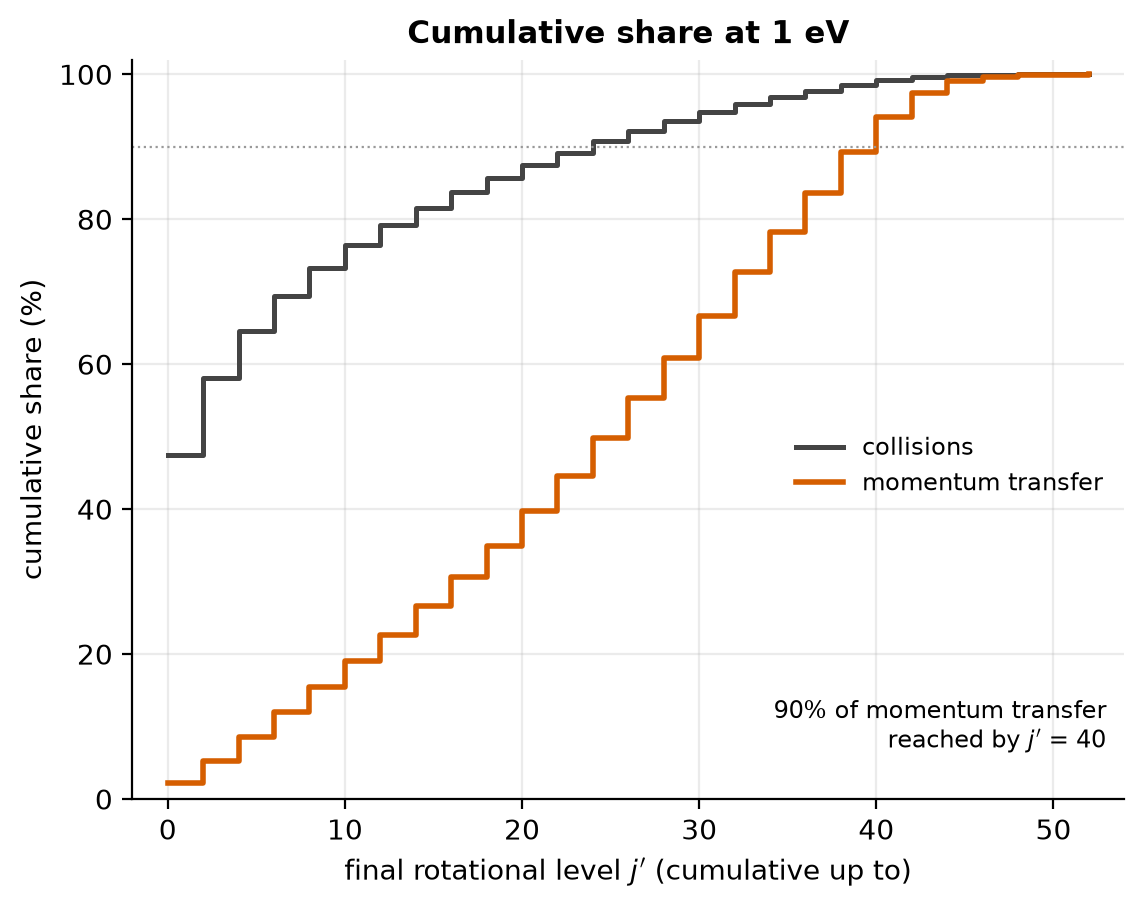 Cumulative share at 1 eV
cumulative share (%)
100
80
60
40
20
0
collisions
momentum transfer
90% of momentum transfer
reached by j′ = 40
0 10 20 30 40 50
final rotational level j′ (cumulative up to)